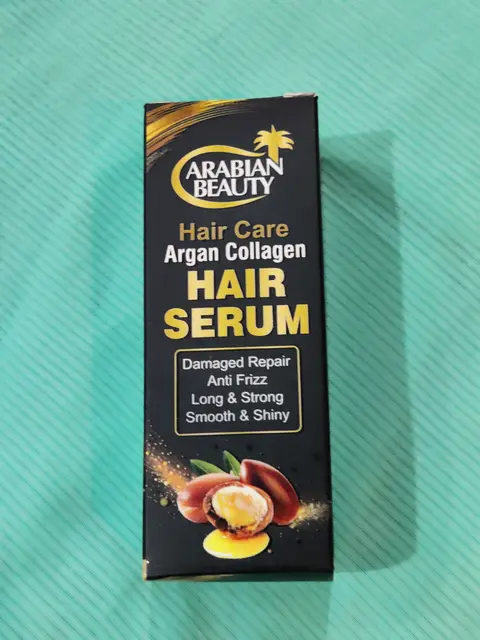 ARABIAN
BEAUTY
Hair Care
Argan Collagen
HAIR
SERUM
Damaged Repair
Anti Frizz
Long & Strong
Smooth & Shiny